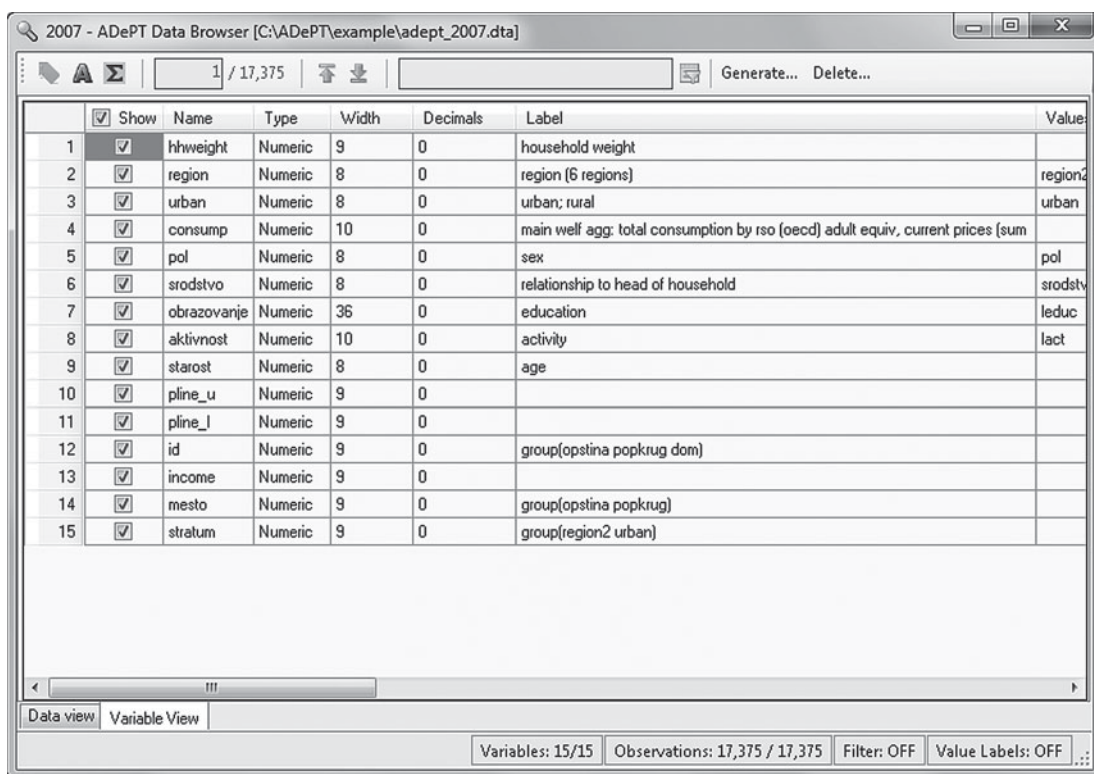 2007 - ADePT Data Browser [C:\ADePT\example\adept_2007.dta]
1 / 17,375 Generate... Delete...
Show Name Type Width Decimals Label Value
1 hhweight Numeric 9 0 household weight
2 region Numeric 8 0 region (6 regions) region2
3 urban Numeric 8 0 urban; rural urban
4 consump Numeric 10 0 main welf agg: total consumption by rso (oecd) adult equiv, current prices (sum
5 pol Numeric 8 0 sex pol
6 srodstvo Numeric 8 0 relationship to head of household srodstv
7 obrazovanje Numeric 36 0 education leduc
8 aktivnost Numeric 10 0 activity lact
9 starost Numeric 8 0 age
10 pline_u Numeric 9 0
11 pline_l Numeric 9 0
12 id Numeric 9 0 group(opstina popkrug dom)
13 income Numeric 9 0
14 mesto Numeric 9 0 group(opstina popkrug)
15 stratum Numeric 9 0 group(region2 urban)
Data view Variable View
Variables: 15/15 Observations: 17,375 / 17,375 Filter: OFF Value Labels: OFF